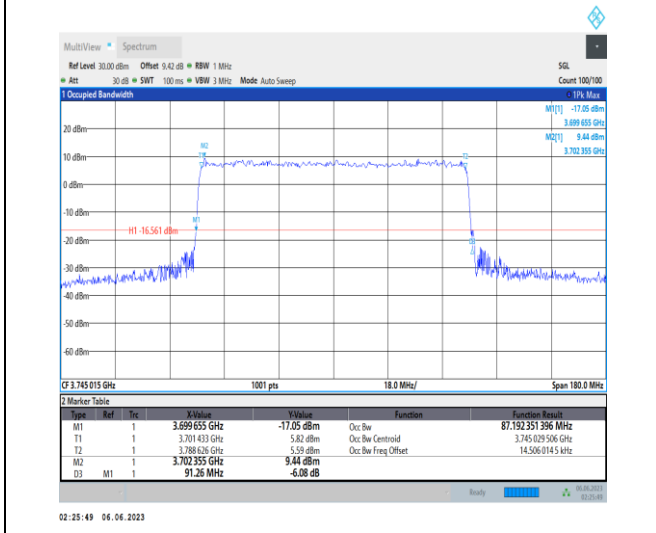 MultiView Spectrum
Ref Level 30.00 dBm Offset 9.42 dB RBW 1 MHz SGL
Att 30 dB SWT 100 ms VBW 3 MHz Mode Auto Sweep Count 100/100
1 Occupied Bandwidth 1Pk Max
M1[1] -17.05 dBm
3.699 655 GHz
M2[1] 9.44 dBm
3.702 355 GHz
20 dBm
M2
T1
T2
10 dBm
0 dBm
-10 dBm
M1
H1 -16.561 dBm
-20 dBm
-30 dBm
-40 dBm
-50 dBm
-60 dBm
CF 3.745 015 GHz 1001 pts 18.0 MHz/ Span 180.0 MHz
2 Marker Table
Type Ref Trc X-Value Y-Value Function Function Result
M1 1 3.699 655 GHz -17.05 dBm Occ Bw 87.192 351 396 MHz
T1 1 3.701 433 GHz 5.82 dBm Occ Bw Centroid 3.745 029 506 GHz
T2 1 3.788 626 GHz 5.59 dBm Occ Bw Freq Offset 14.506 014 5 kHz
M2 1 3.702 355 GHz 9.44 dBm
D3 M1 1 91.26 MHz -6.08 dB
Ready 06.06.2023
02:25:49
02:25:49 06.06.2023